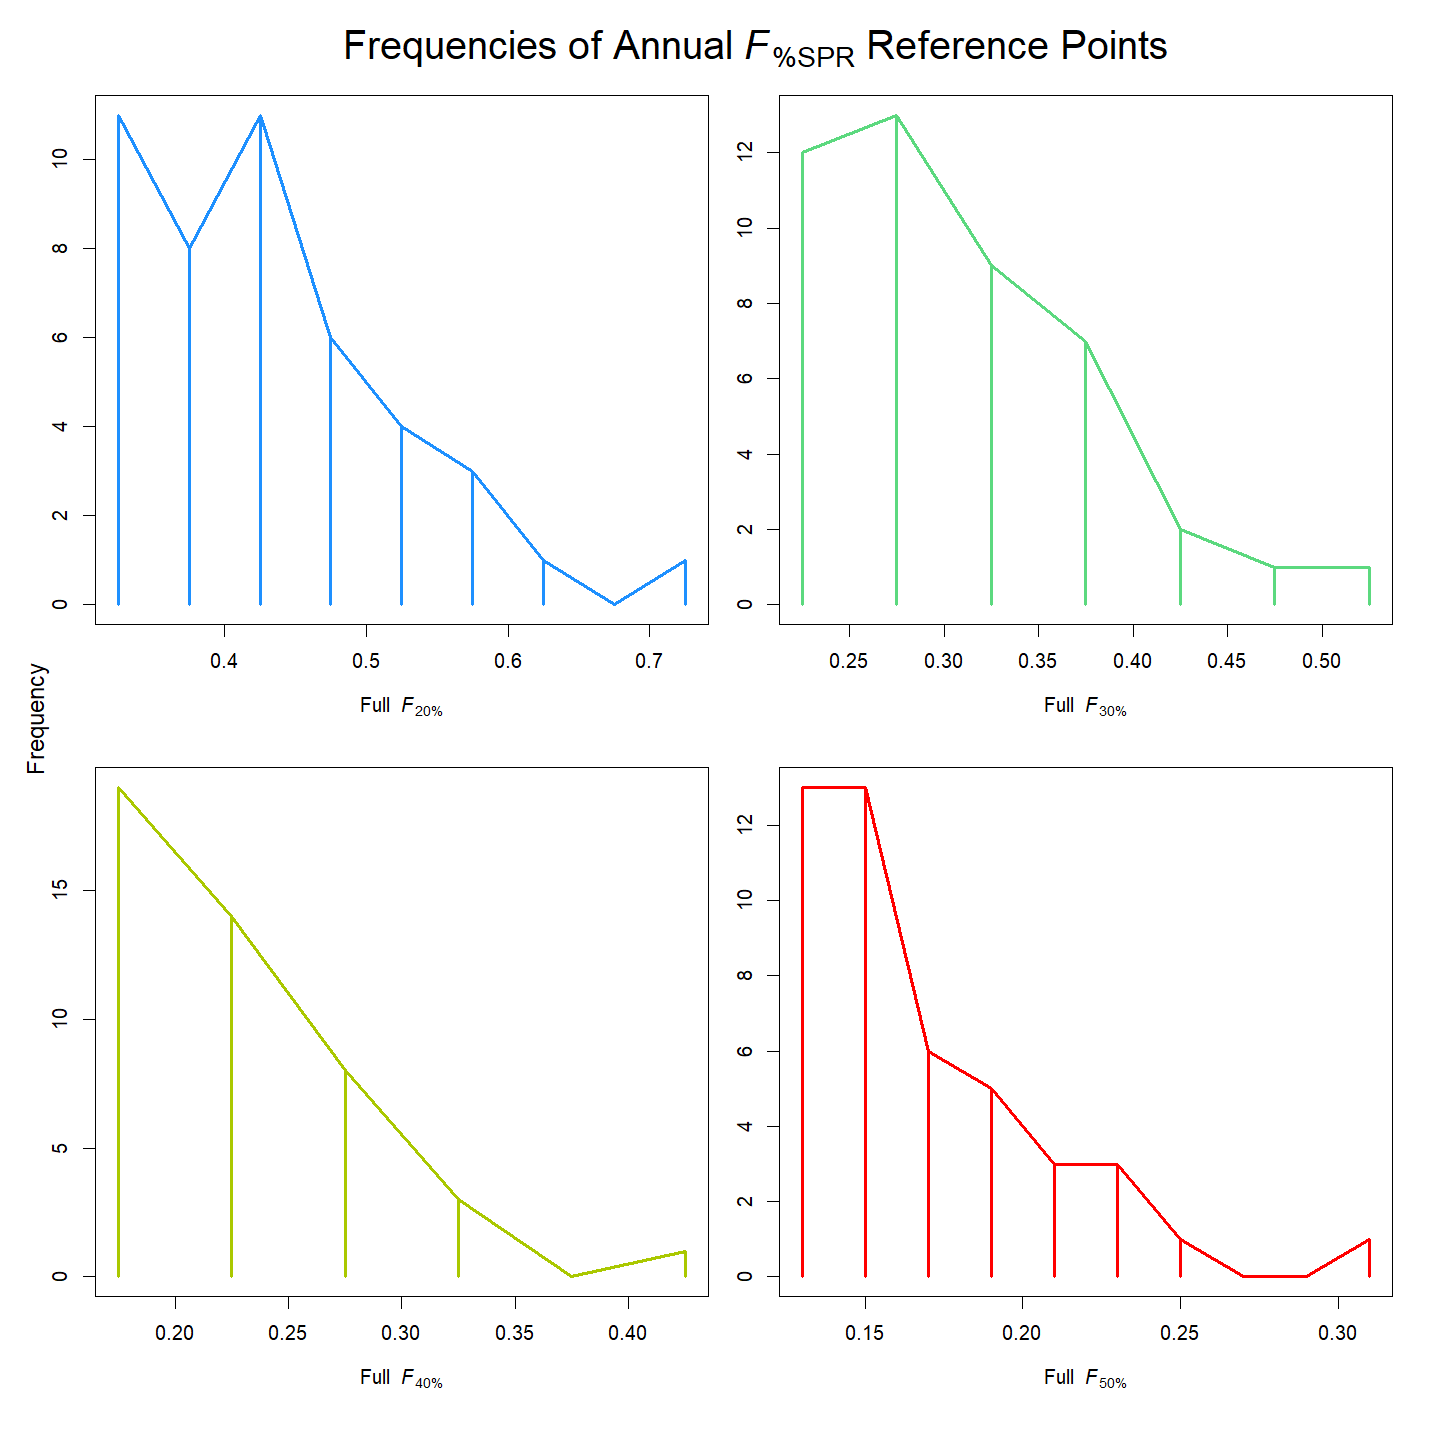 Frequencies of Annual F%SPR Reference Points
Frequency
0 2 4 6 8 10
0.4 0.5 0.6 0.7
Full F20%
0 2 4 6 8 10 12
0.25 0.30 0.35 0.40 0.45 0.50
Full F30%
0 5 10 15
0.20 0.25 0.30 0.35 0.40
Full F40%
0 2 4 6 8 10 12
0.15 0.20 0.25 0.30
Full F50%